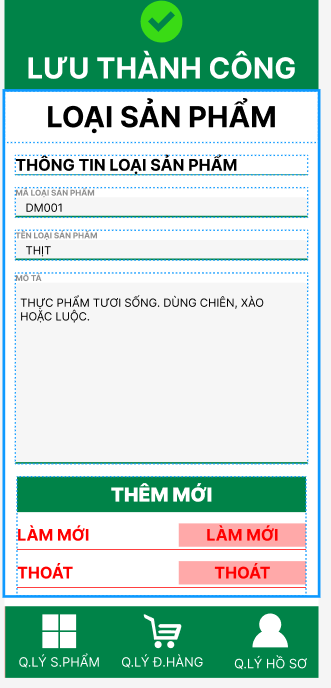 LƯU THÀNH CÔNG
LOẠI SẢN PHẨM
THÔNG TIN LOẠI SẢN PHẨM
MÃ LOẠI SẢN PHẨM
DM001
TÊN LOẠI SẢN PHẨM
THỊT
MÔ TẢ
THỰC PHẨM TƯƠI SỐNG. DÙNG CHIÊN, XÀO
HOẶC LUỘC.
THÊM MỚI
LÀM MỚI LÀM MỚI
THOÁT THOÁT
Q.LÝ S.PHẨM Q.LÝ Đ.HÀNG Q.LÝ HỒ SƠ